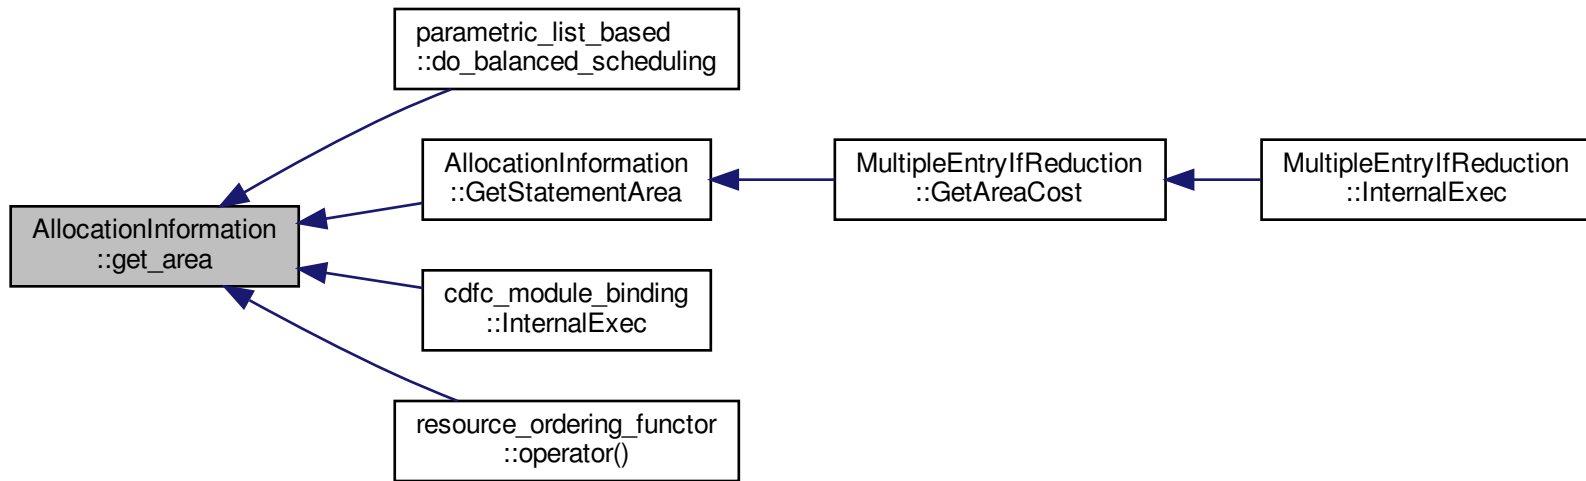 parametric_list_based
::do_balanced_scheduling
AllocationInformation
::GetStatementArea
MultipleEntryIfReduction
::GetAreaCost
MultipleEntryIfReduction
::InternalExec
AllocationInformation
::get_area
cdfc_module_binding
::InternalExec
resource_ordering_functor
::operator()